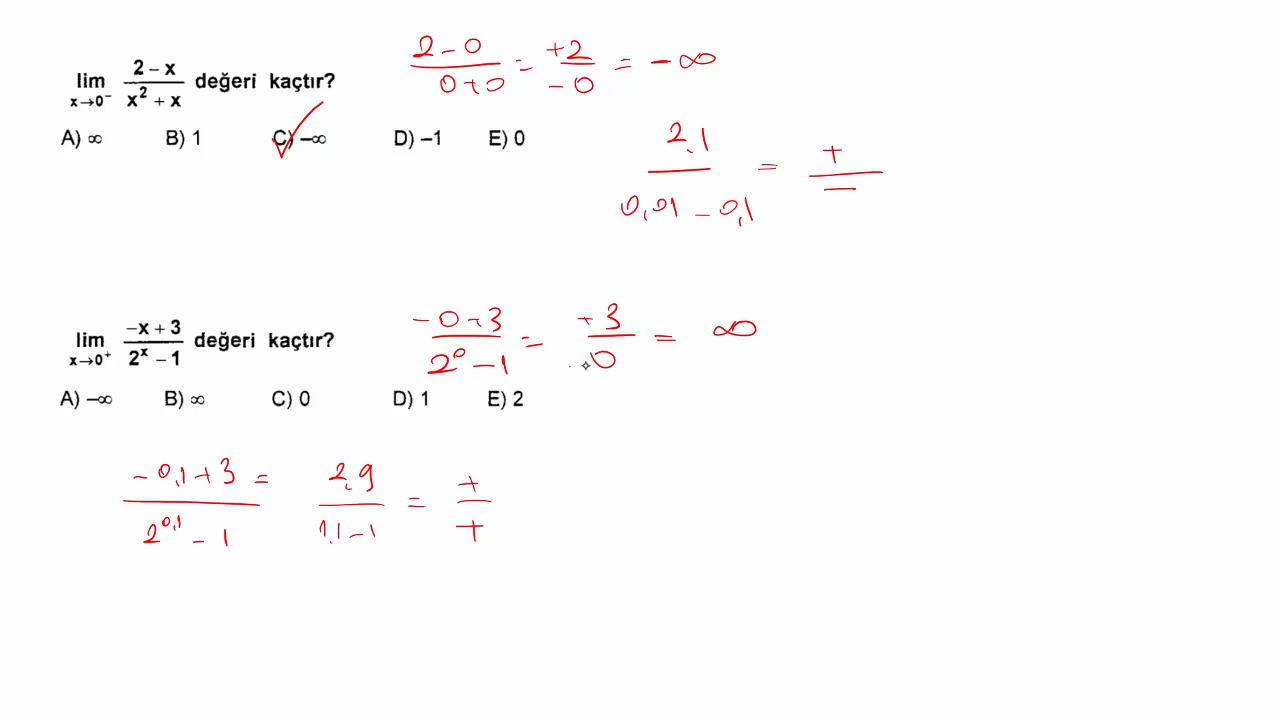 lim x→0⁻ (2 – x)/(x² + x) değeri kaçtır?
A) ∞ B) 1 C) –∞ D) –1 E) 0
(2 - 0)/(0 + 0) = (+2)/(-0) = -∞
2,1/(0,01 - 0,1) = +/-
lim x→0⁺ (–x + 3)/(2ˣ – 1) değeri kaçtır?
A) –∞ B) ∞ C) 0 D) 1 E) 2
(-0 + 3)/(2⁰ - 1) = +3/0 = ∞
(-0,1 + 3)/(2⁰,¹ - 1) = 2,9/(1,1 - 1) = +/+